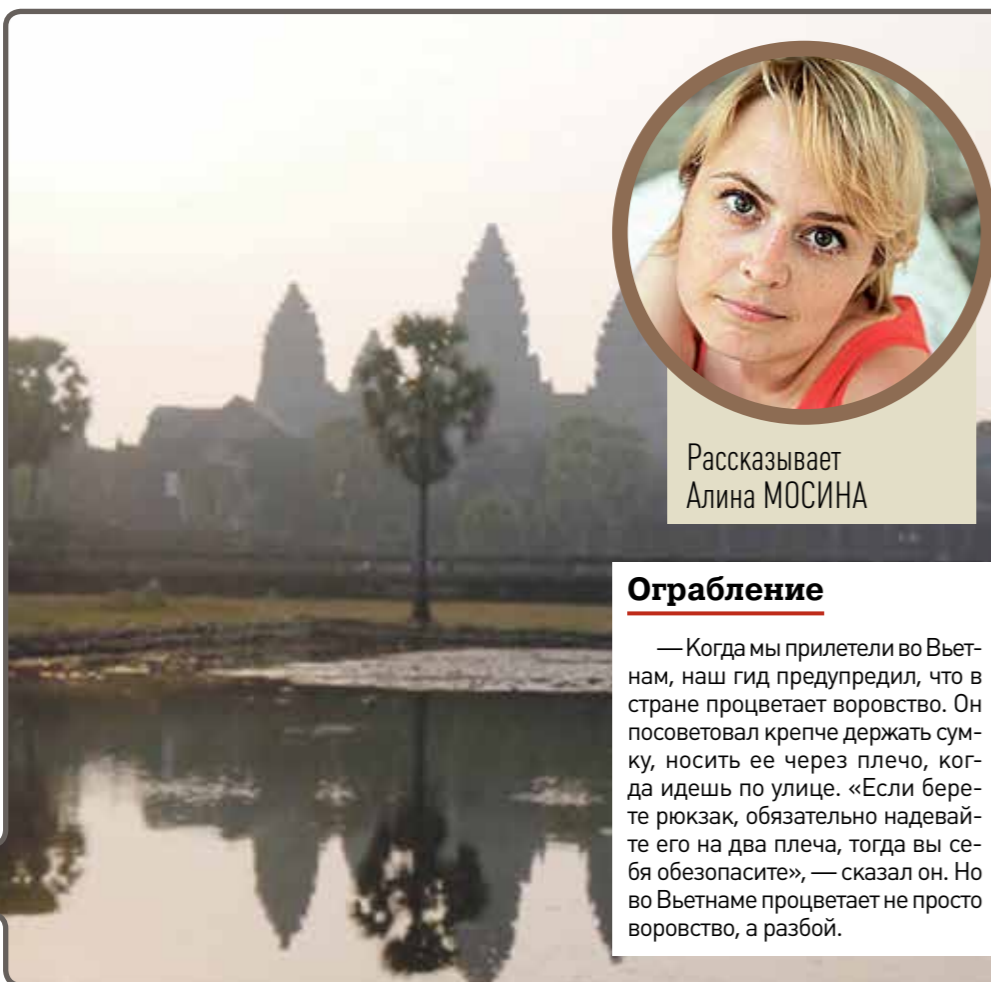 Рассказывает
Алина МОСИНА
Ограбление
— Когда мы прилетели во Вьет-
нам, наш гид предупредил, что в
стране процветает воровство. Он
посоветовал крепче держать сум-
ку, носить ее через плечо, ког-
да идешь по улице. «Если бере-
те рюкзак, обязательно надевай-
те его на два плеча, тогда вы се-
бя обезопасите», — сказал он. Но
во Вьетнаме процветает не просто
воровство, а разбой.